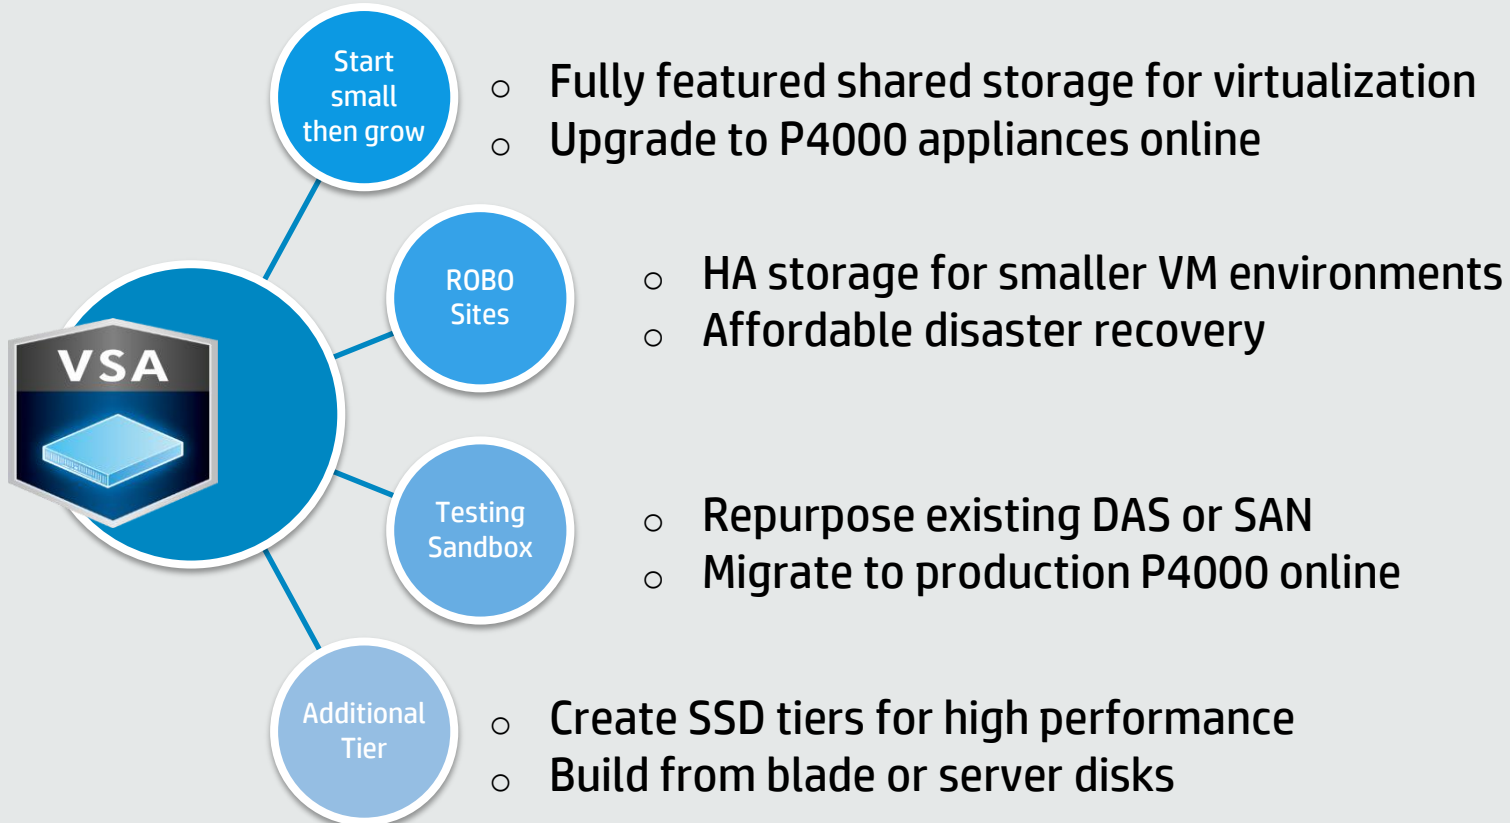 Start
small
then grow
○ Fully featured shared storage for virtualization
○ Upgrade to P4000 appliances online
ROBO
Sites
○ HA storage for smaller VM environments
○ Affordable disaster recovery
VSA
Testing
Sandbox
○ Repurpose existing DAS or SAN
○ Migrate to production P4000 online
Additional
Tier
○ Create SSD tiers for high performance
○ Build from blade or server disks